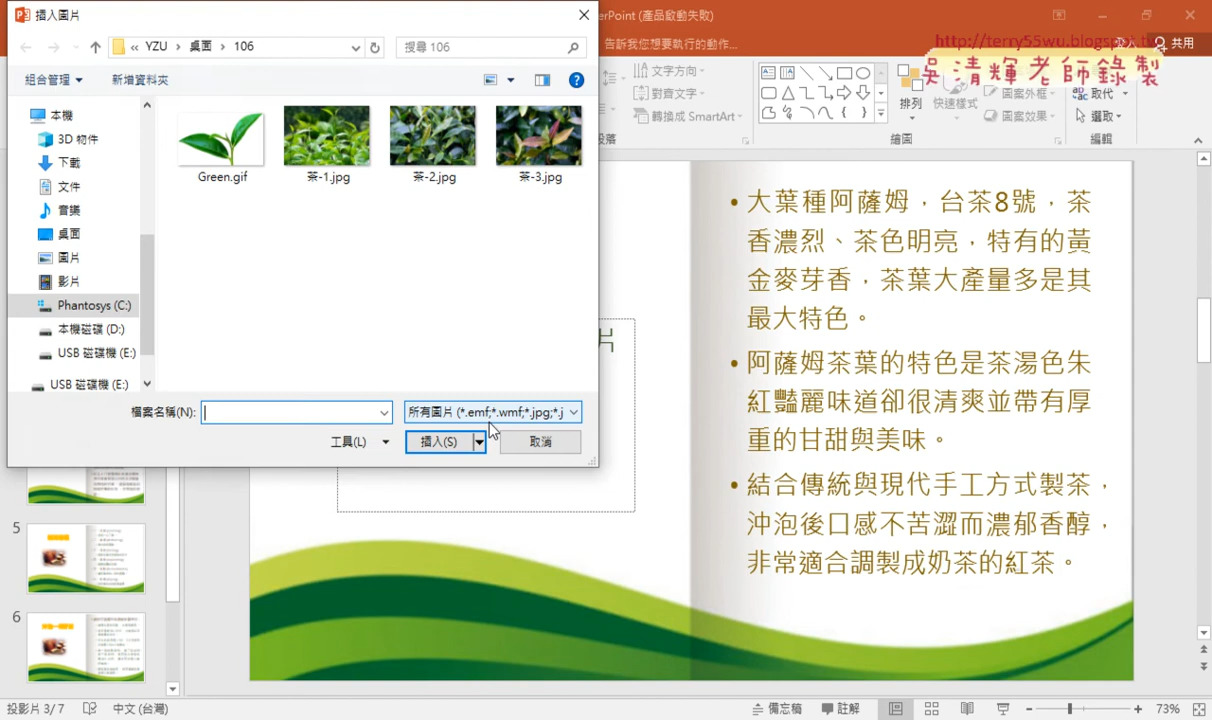 插入圖片
erPoint (產品啟動失敗)
http://terry55wu.blogspot.t
吳清輝老師錄製
« YZU › 桌面 › 106
搜尋 106
告訴我您想要執行的動作...
共用
組合管理
新增資料夾
文字方向
對齊文字
轉換成 SmartArt
段落
排列
快速樣式
圖案外框
圖案效果
繪圖
取代
選取
編輯
本機
3D 物件
下載
文件
音樂
桌面
圖片
影片
Phantosys (C:)
本機磁碟 (D:)
USB 磁碟機 (E:)
USB 磁碟機 (E:)
Green.gif
茶-1.jpg
茶-2.jpg
茶-3.jpg
檔案名稱(N):
所有圖片 (*.emf;*.wmf;*.jpg;*.j
工具(L)
插入(S)
取消
片
• 大葉種阿薩姆，台茶8號，茶
香濃烈、茶色明亮，特有的黃
金麥芽香，茶葉大產量多是其
最大特色。
• 阿薩姆茶葉的特色是茶湯色朱
紅豔麗味道卻很清爽並帶有厚
重的甘甜與美味。
• 結合傳統與現代手工方式製茶，
沖泡後口感不苦澀而濃郁香醇，
非常適合調製成奶茶的紅茶。
5
6
投影片 3/7
中文 (台灣)
備忘稿
註解
73%